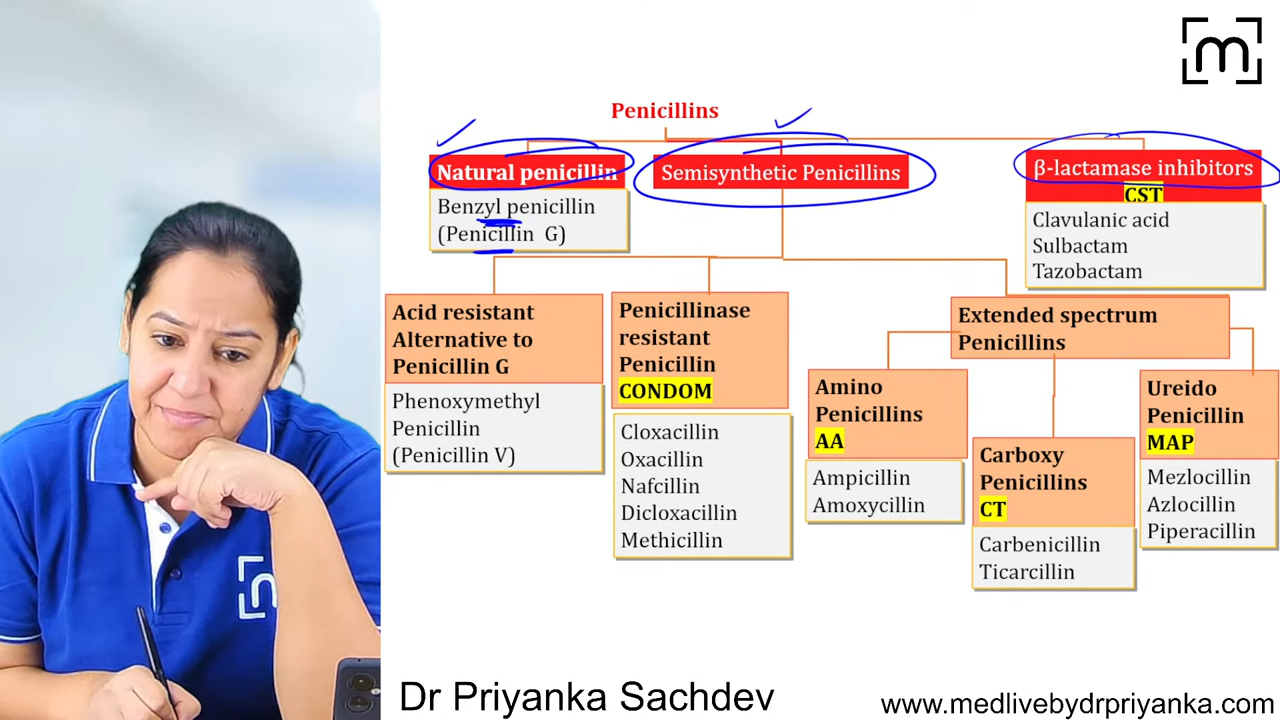 m
Penicillins
Natural penicillin
Benzyl penicillin
(Penicillin G)
Semisynthetic Penicillins
β-lactamase inhibitors
CST
Clavulanic acid
Sulbactam
Tazobactam
Acid resistant
Alternative to
Penicillin G
Phenoxymethyl
Penicillin
(Penicillin V)
Penicillinase
resistant
Penicillin
CONDOM
Cloxacillin
Oxacillin
Nafcillin
Dicloxacillin
Methicillin
Extended spectrum
Penicillins
Amino
Penicillins
AA
Ampicillin
Amoxycillin
Carboxy
Penicillins
CT
Carbenicillin
Ticarcillin
Ureido
Penicillin
MAP
Mezlocillin
Azlocillin
Piperacillin
m
Dr Priyanka Sachdev
www.medlivebydrpriyanka.com